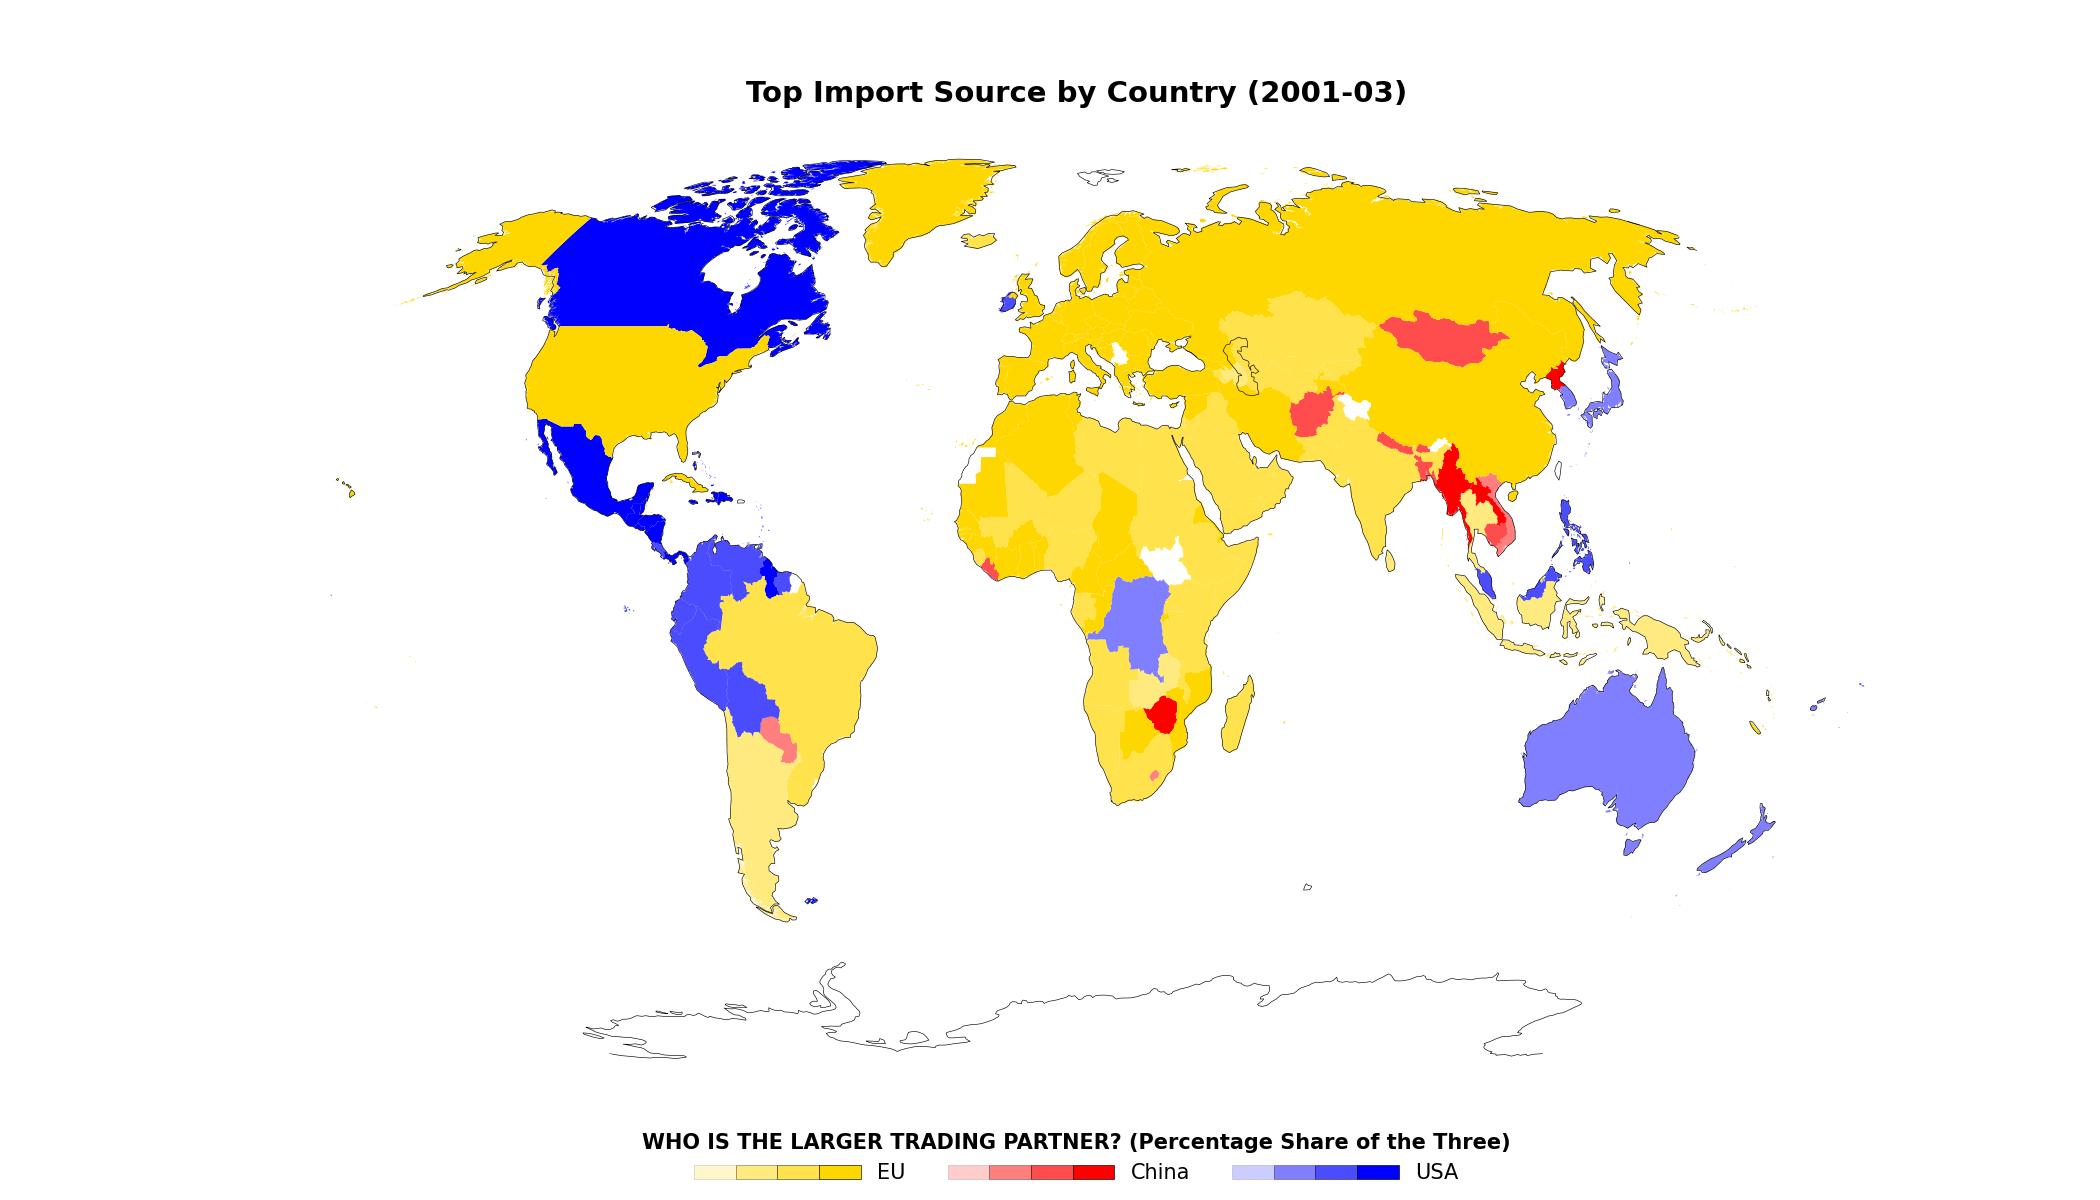 Top Import Source by Country (2001-03)
WHO IS THE LARGER TRADING PARTNER? (Percentage Share of the Three)
EU China USA